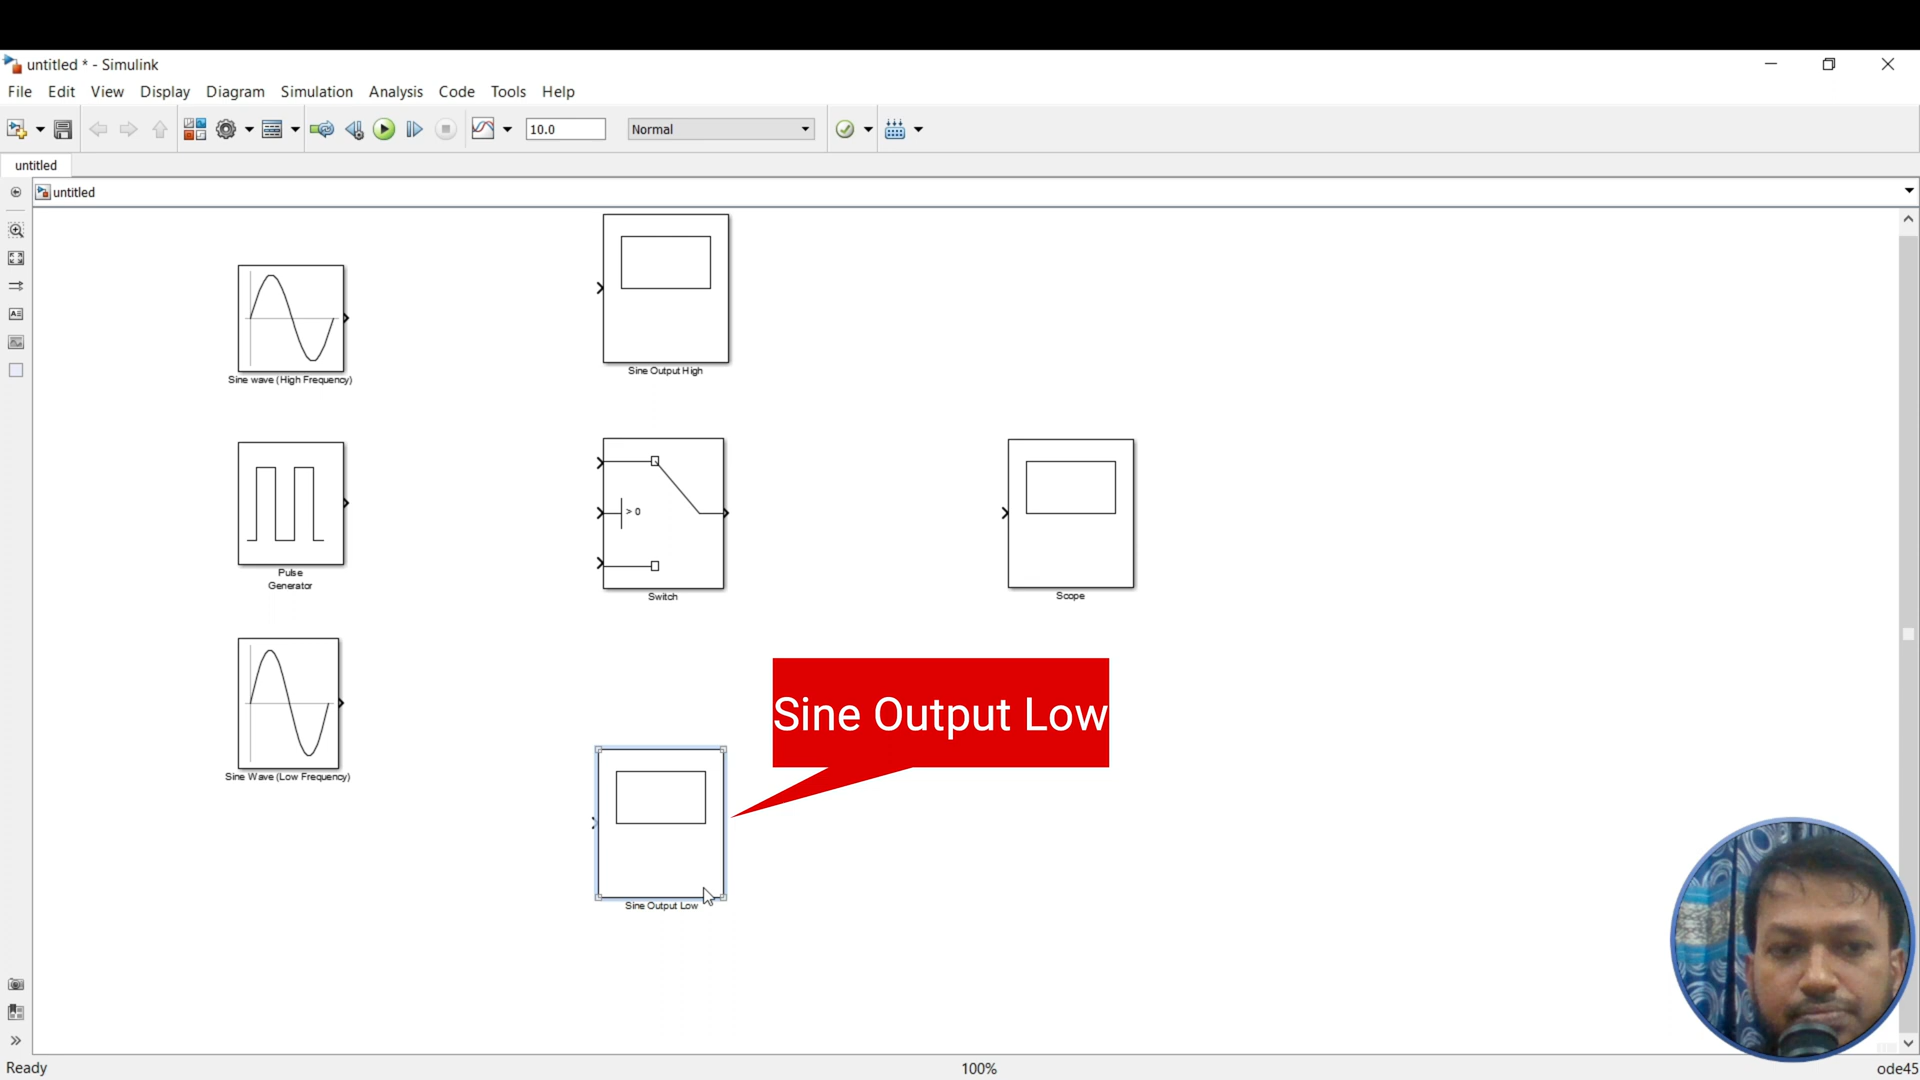 untitled * - Simulink
File Edit View Display Diagram Simulation Analysis Code Tools Help
10.0 Normal
untitled
untitled
Sine wave (High Frequency)
Sine Output High
Pulse
Generator
> 0
Switch
Scope
Sine Wave (Low Frequency)
Sine Output Low
Sine Output Low
Ready 100% ode45